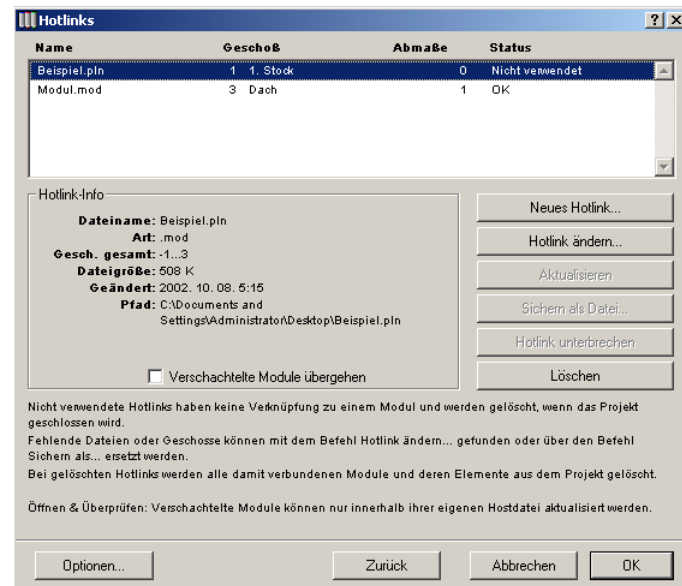 Hotlinks
Name Geschoß Abmaße Status
Beispiel.pln 1 1. Stock 0 Nicht verwendet
Modul.mod 3 Dach 1 OK
Hotlink-Info
Dateiname: Beispiel.pln
Art: .mod
Gesch. gesamt: -1...3
Dateigröße: 508 K
Geändert: 2002. 10. 08. 5:15
Pfad: C:\Documents and
Settings\Administrator\Desktop\Beispiel.pln
Verschachtelte Module übergehen
Neues Hotlink...
Hotlink ändern...
Aktualisieren
Sichern als Datei...
Hotlink unterbrechen
Löschen
Nicht verwendete Hotlinks haben keine Verknüpfung zu einem Modul und werden gelöscht, wenn das Projekt
geschlossen wird.
Fehlende Dateien oder Geschosse können mit dem Befehl Hotlink ändern... gefunden oder über den Befehl
Sichern als... ersetzt werden.
Bei gelöschten Hotlinks werden alle damit verbundenen Module und deren Elemente aus dem Projekt gelöscht.
Öffnen & Überprüfen: Verschachtelte Module können nur innerhalb ihrer eigenen Hostdatei aktualisiert werden.
Optionen... Zurück Abbrechen OK